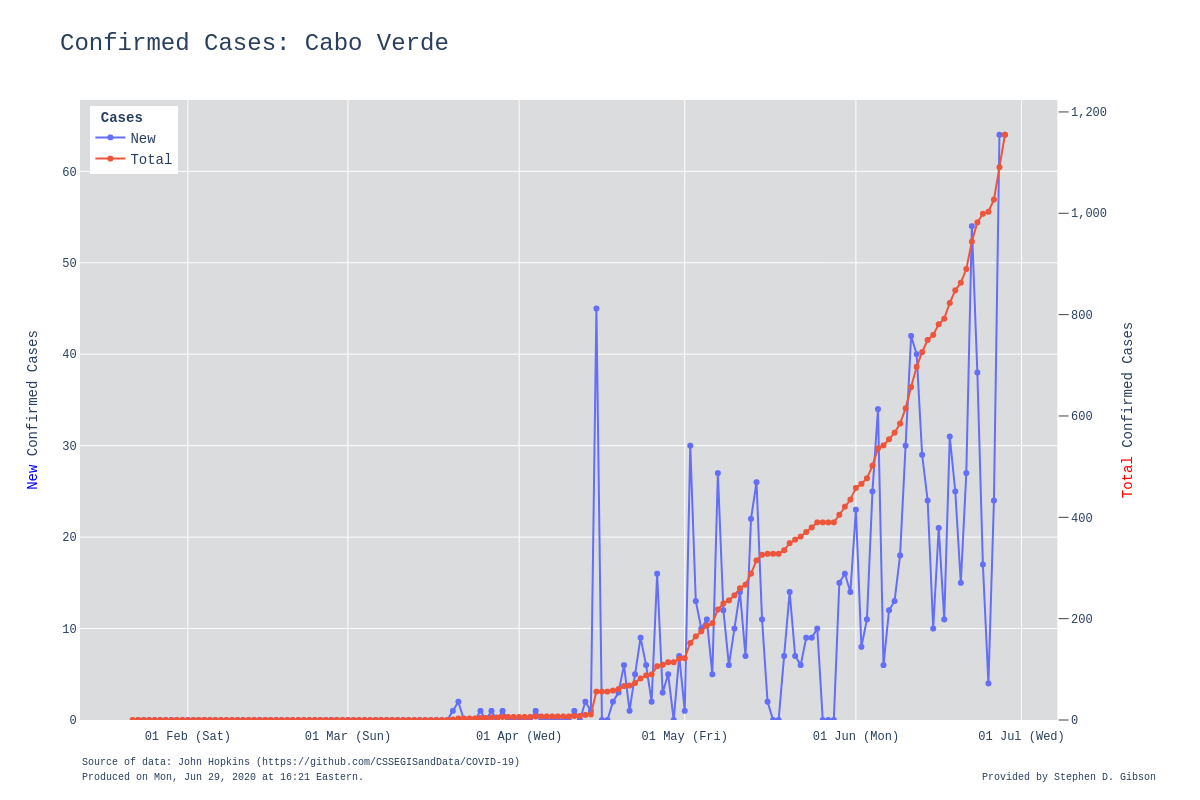 Confirmed Cases: Cabo Verde
Cases
New
Total
New Confirmed Cases
60
50
40
30
20
10
0
1,200
1,000
800
600
400
200
0
Total Confirmed Cases
01 Feb (Sat)
01 Mar (Sun)
01 Apr (Wed)
01 May (Fri)
01 Jun (Mon)
01 Jul (Wed)
Source of data: John Hopkins (https://github.com/CSSEGISandData/COVID-19)
Produced on Mon, Jun 29, 2020 at 16:21 Eastern.
Provided by Stephen D. Gibson